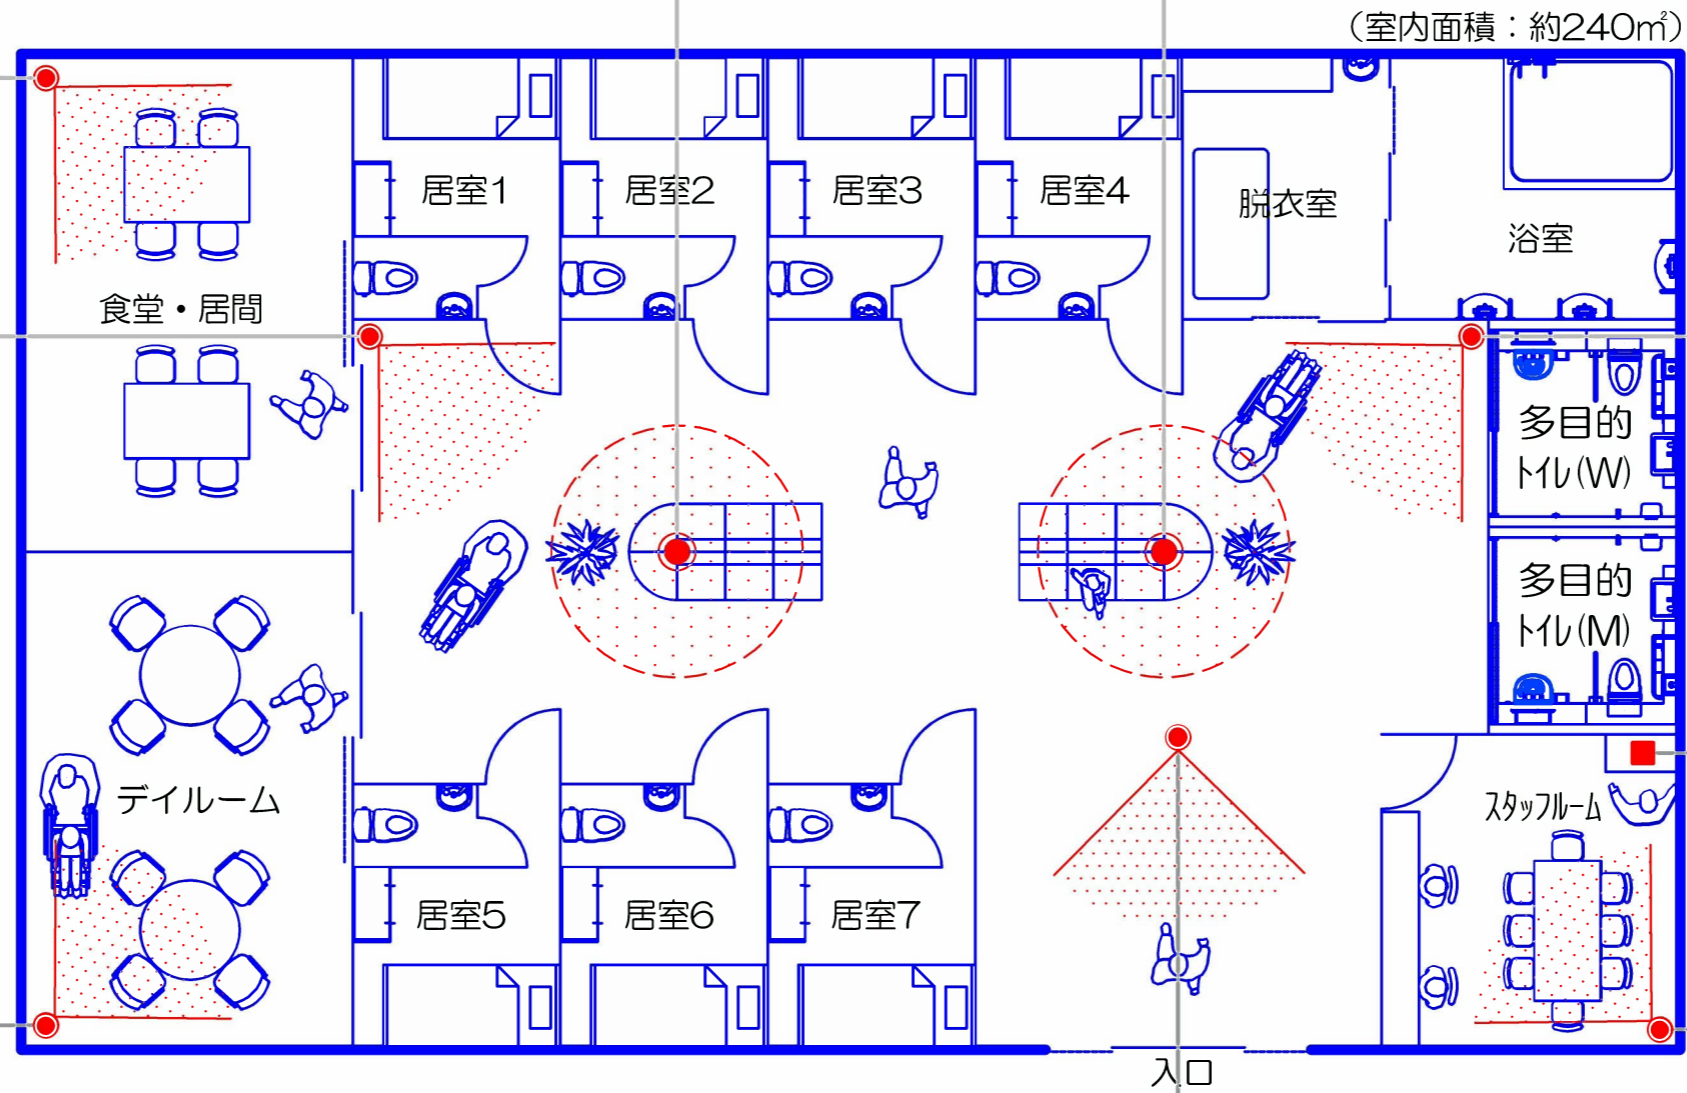 （室内面積：約240㎡）
居室1
居室2
居室3
居室4
脱衣室
浴室
食堂・居間
多目的
ﾄｲﾚ(W)
多目的
ﾄｲﾚ(M)
デイルーム
ｽﾀｯﾌﾙｰﾑ
居室5
居室6
居室7
入口